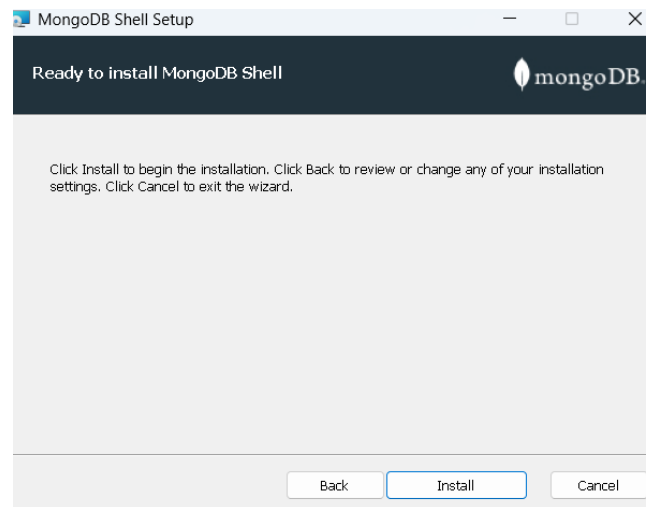 MongoDB Shell Setup
Ready to install MongoDB Shell
mongoDB.
Click Install to begin the installation. Click Back to review or change any of your installation
settings. Click Cancel to exit the wizard.
Back
Install
Cancel